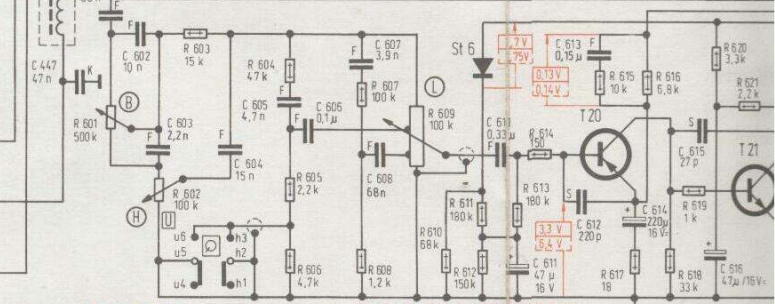 C 447
47 n
K
F
F
C 602
10 n
R 603
15 k
B
R 601
500 k
F
C 603
2,2 n
F
C 604
15 n
H
R 602
100 k
U
u6
u5
u4
h3
h2
h1
R 604
47 k
F
C 605
4,7 n
F
C 606
0,1 µ
R 605
2,2 k
R 606
4,7 k
F
C 607
3,9 n
R 607
100 k
L
R 609
100 k
F
C 608
68 n
R 608
1,2 k
St 6
0,33 µ
F
R 614
150
R 611
180 k
R 613
180 k
R 610
68 k
R 612
150 k
C 611
47 µ
16 V
0,13 V
0,14 V
F
C 613
0,15 µ
R 615
10 k
R 616
6,8 k
T 20
S
C 612
220 p
3,3 V
6,4 V
C 614
220 µ
16 V=
R 617
18
R 618
33 k
S
C 615
27 p
R 619
1 k
R 620
3,3 k
R 621
2,2 k
T 21
C 616
47 µ/16 V=